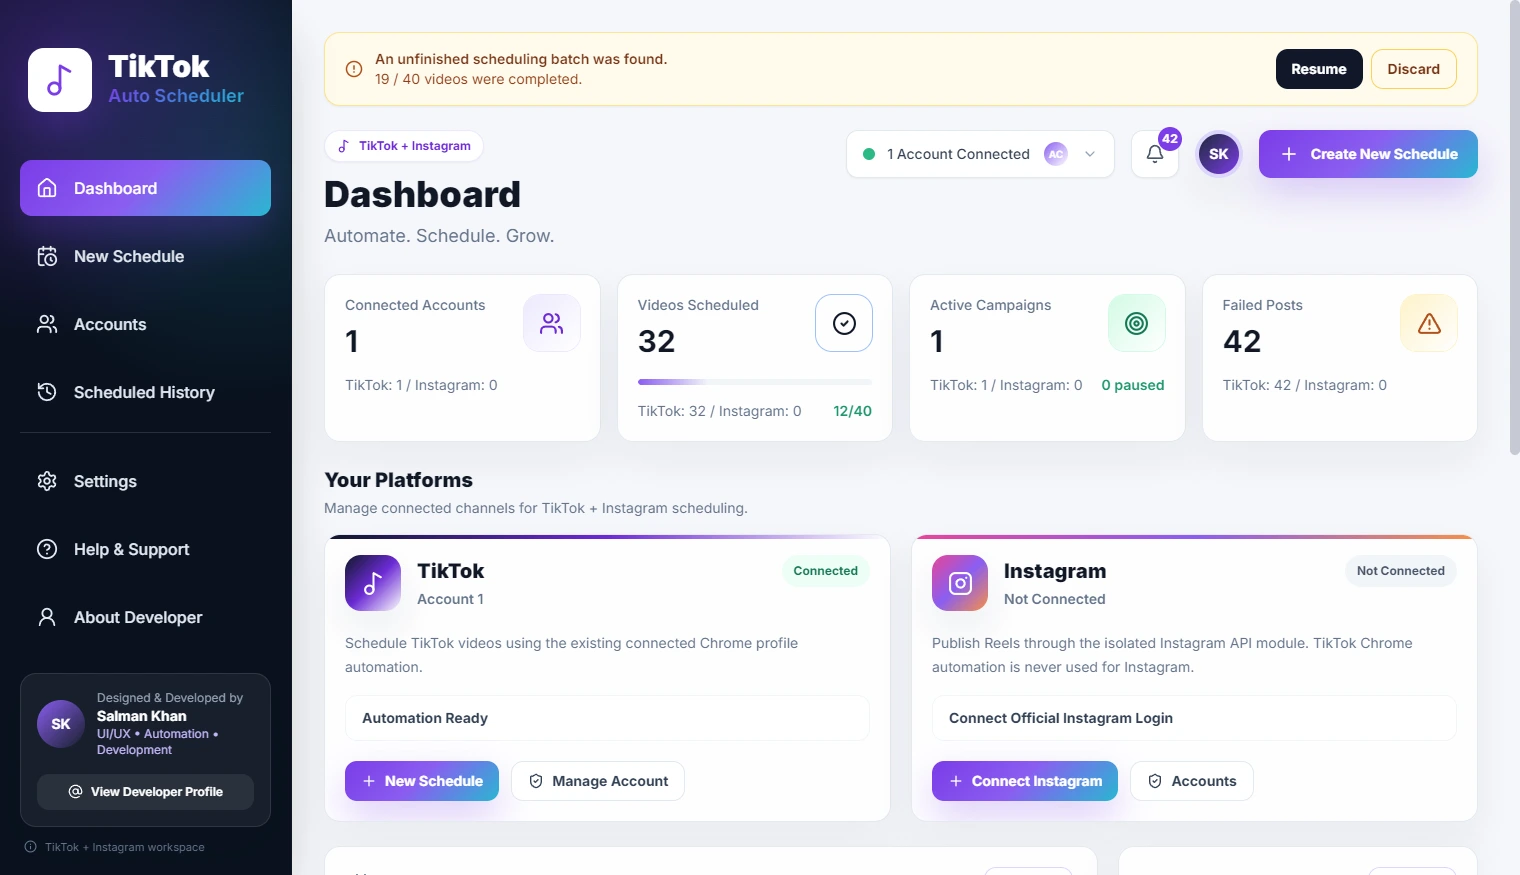 TikTok
Auto Scheduler
Dashboard
New Schedule
Accounts
Scheduled History
Settings
Help & Support
About Developer
SK
Designed & Developed by
Salman Khan
UI/UX • Automation •
Development
View Developer Profile
TikTok + Instagram workspace
An unfinished scheduling batch was found.
19 / 40 videos were completed.
Resume
Discard
TikTok + Instagram
1 Account Connected
AC
42
SK
Create New Schedule
Dashboard
Automate. Schedule. Grow.
Connected Accounts
1
TikTok: 1 / Instagram: 0
Videos Scheduled
32
TikTok: 32 / Instagram: 0
12/40
Active Campaigns
1
TikTok: 1 / Instagram: 0
0 paused
Failed Posts
42
TikTok: 42 / Instagram: 0
Your Platforms
Manage connected channels for TikTok + Instagram scheduling.
TikTok
Account 1
Connected
Schedule TikTok videos using the existing connected Chrome profile
automation.
Automation Ready
New Schedule
Manage Account
Instagram
Not Connected
Not Connected
Publish Reels through the isolated Instagram API module. TikTok Chrome
automation is never used for Instagram.
Connect Official Instagram Login
Connect Instagram
Accounts